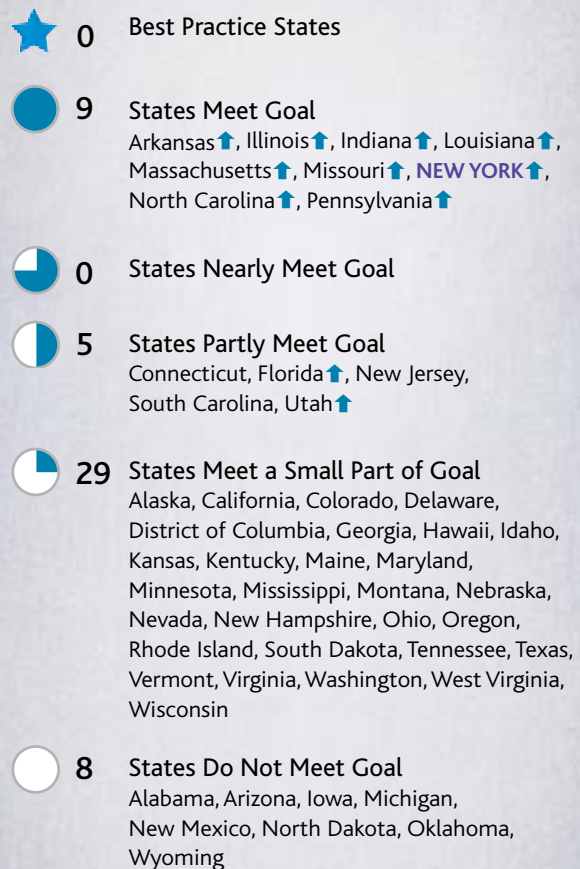 0 Best Practice States
9 States Meet Goal
Arkansas⬆, Illinois⬆, Indiana⬆, Louisiana⬆,
Massachusetts⬆, Missouri⬆, NEW YORK⬆,
North Carolina⬆, Pennsylvania⬆
0 States Nearly Meet Goal
5 States Partly Meet Goal
Connecticut, Florida⬆, New Jersey,
South Carolina, Utah⬆
29 States Meet a Small Part of Goal
Alaska, California, Colorado, Delaware,
District of Columbia, Georgia, Hawaii, Idaho,
Kansas, Kentucky, Maine, Maryland,
Minnesota, Mississippi, Montana, Nebraska,
Nevada, New Hampshire, Ohio, Oregon,
Rhode Island, South Dakota, Tennessee, Texas,
Vermont, Virginia, Washington, West Virginia,
Wisconsin
8 States Do Not Meet Goal
Alabama, Arizona, Iowa, Michigan,
New Mexico, North Dakota, Oklahoma,
Wyoming